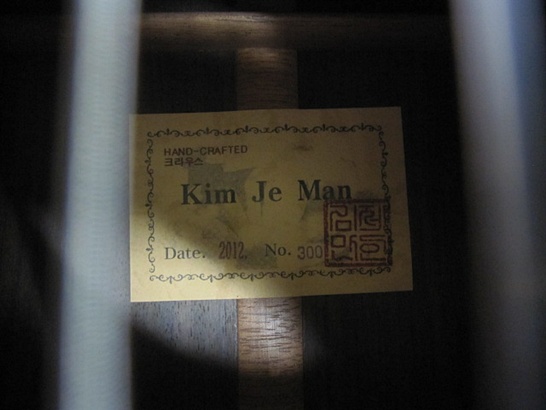 HAND-CRAFTED
크리우스
Kim Je Man
Date. 2012. No. 300